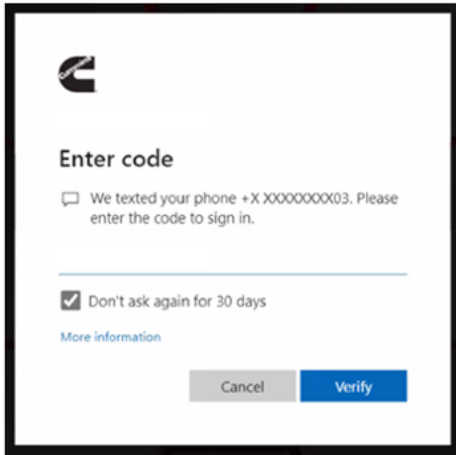 Cummins
Enter code
We texted your phone +X XXXXXXXX03. Please
enter the code to sign in.
Don't ask again for 30 days
More information
Cancel
Verify